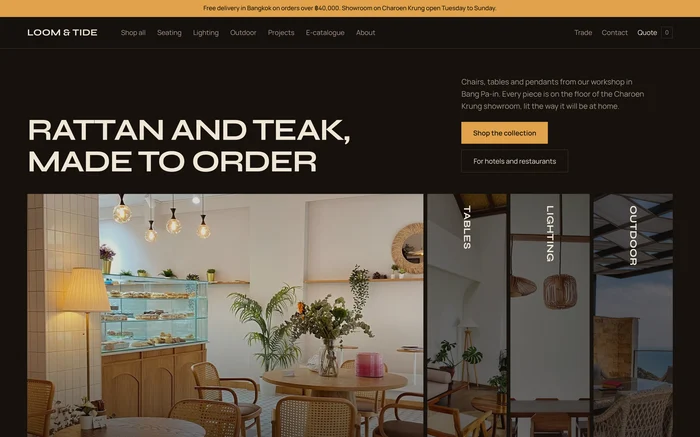 Free delivery in Bangkok on orders over ฿40,000. Showroom on Charoen Krung open Tuesday to Sunday.
LOOM & TIDE
Shop all
Seating
Lighting
Outdoor
Projects
E-catalogue
About
Trade
Contact
Quote
0
Chairs, tables and pendants from our workshop in
Bang Pa-in. Every piece is on the floor of the Charoen
Krung showroom, lit the way it will be at home.
RATTAN AND TEAK,
MADE TO ORDER
Shop the collection
For hotels and restaurants
TABLES
LIGHTING
OUTDOOR